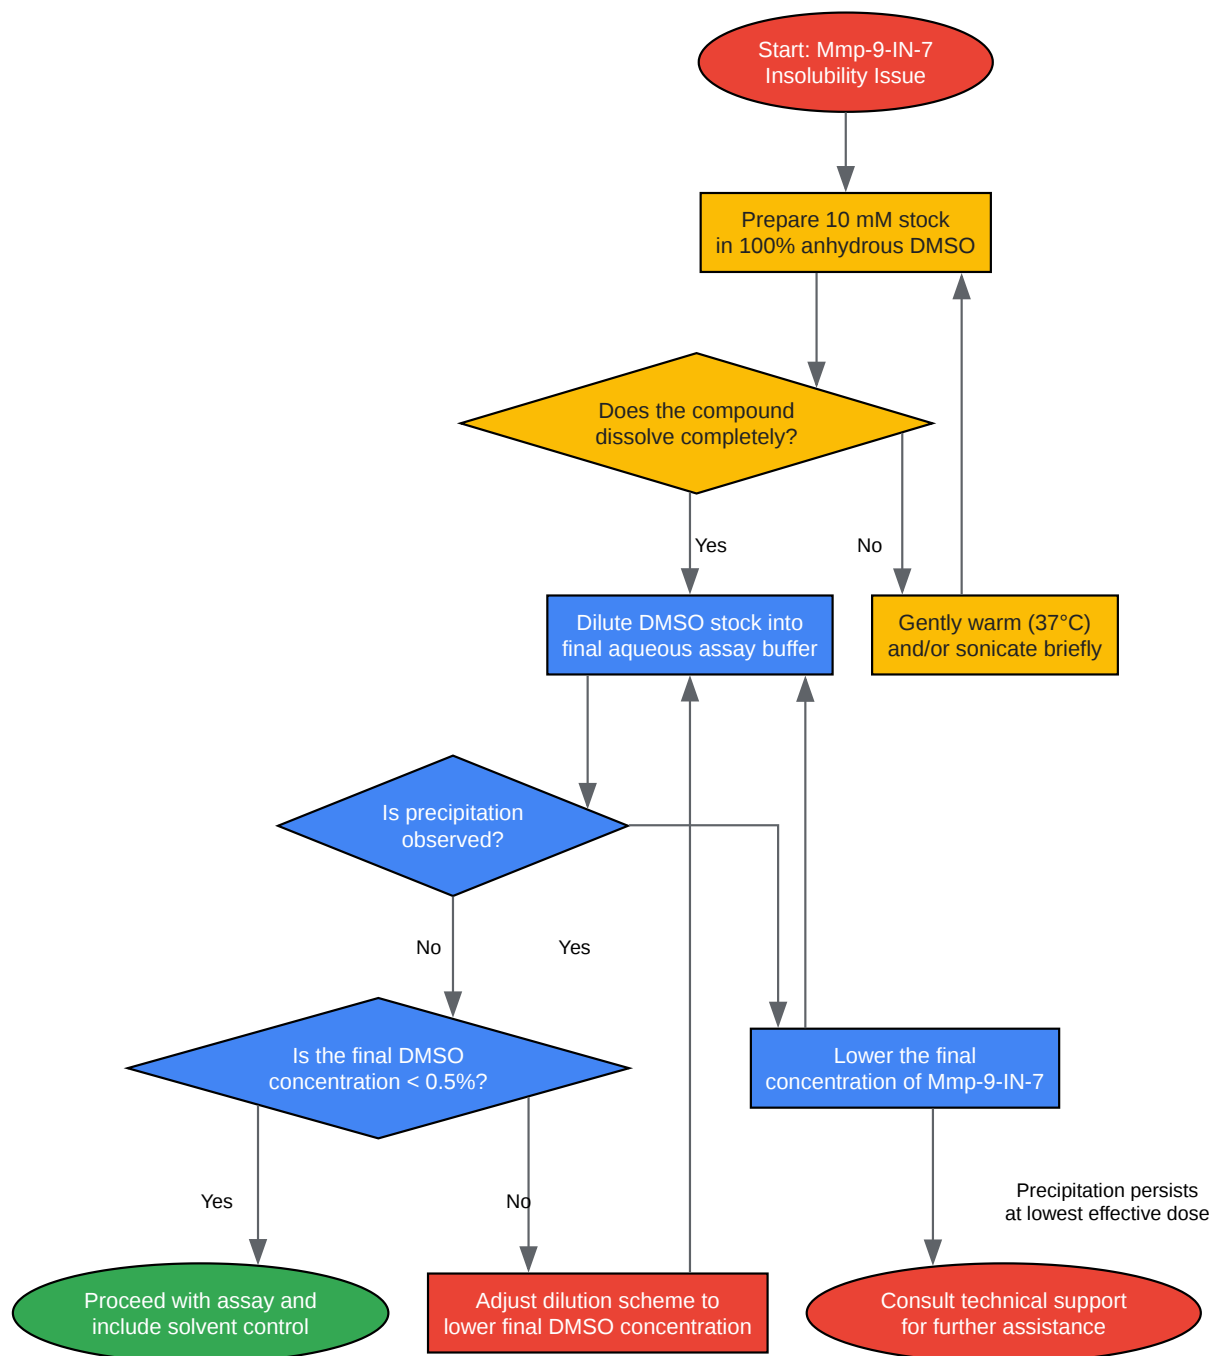 Start: Mmp-9-IN-7
Insolubility Issue
Prepare 10 mM stock
in 100% anhydrous DMSO
Does the compound
dissolve completely?
Yes
No
Dilute DMSO stock into
final aqueous assay buffer
Gently warm (37°C)
and/or sonicate briefly
Is precipitation
observed?
No
Yes
Is the final DMSO
concentration < 0.5%?
Lower the final
concentration of Mmp-9-IN-7
Yes
No
Precipitation persists
at lowest effective dose
Proceed with assay and
include solvent control
Adjust dilution scheme to
lower final DMSO concentration
Consult technical support
for further assistance